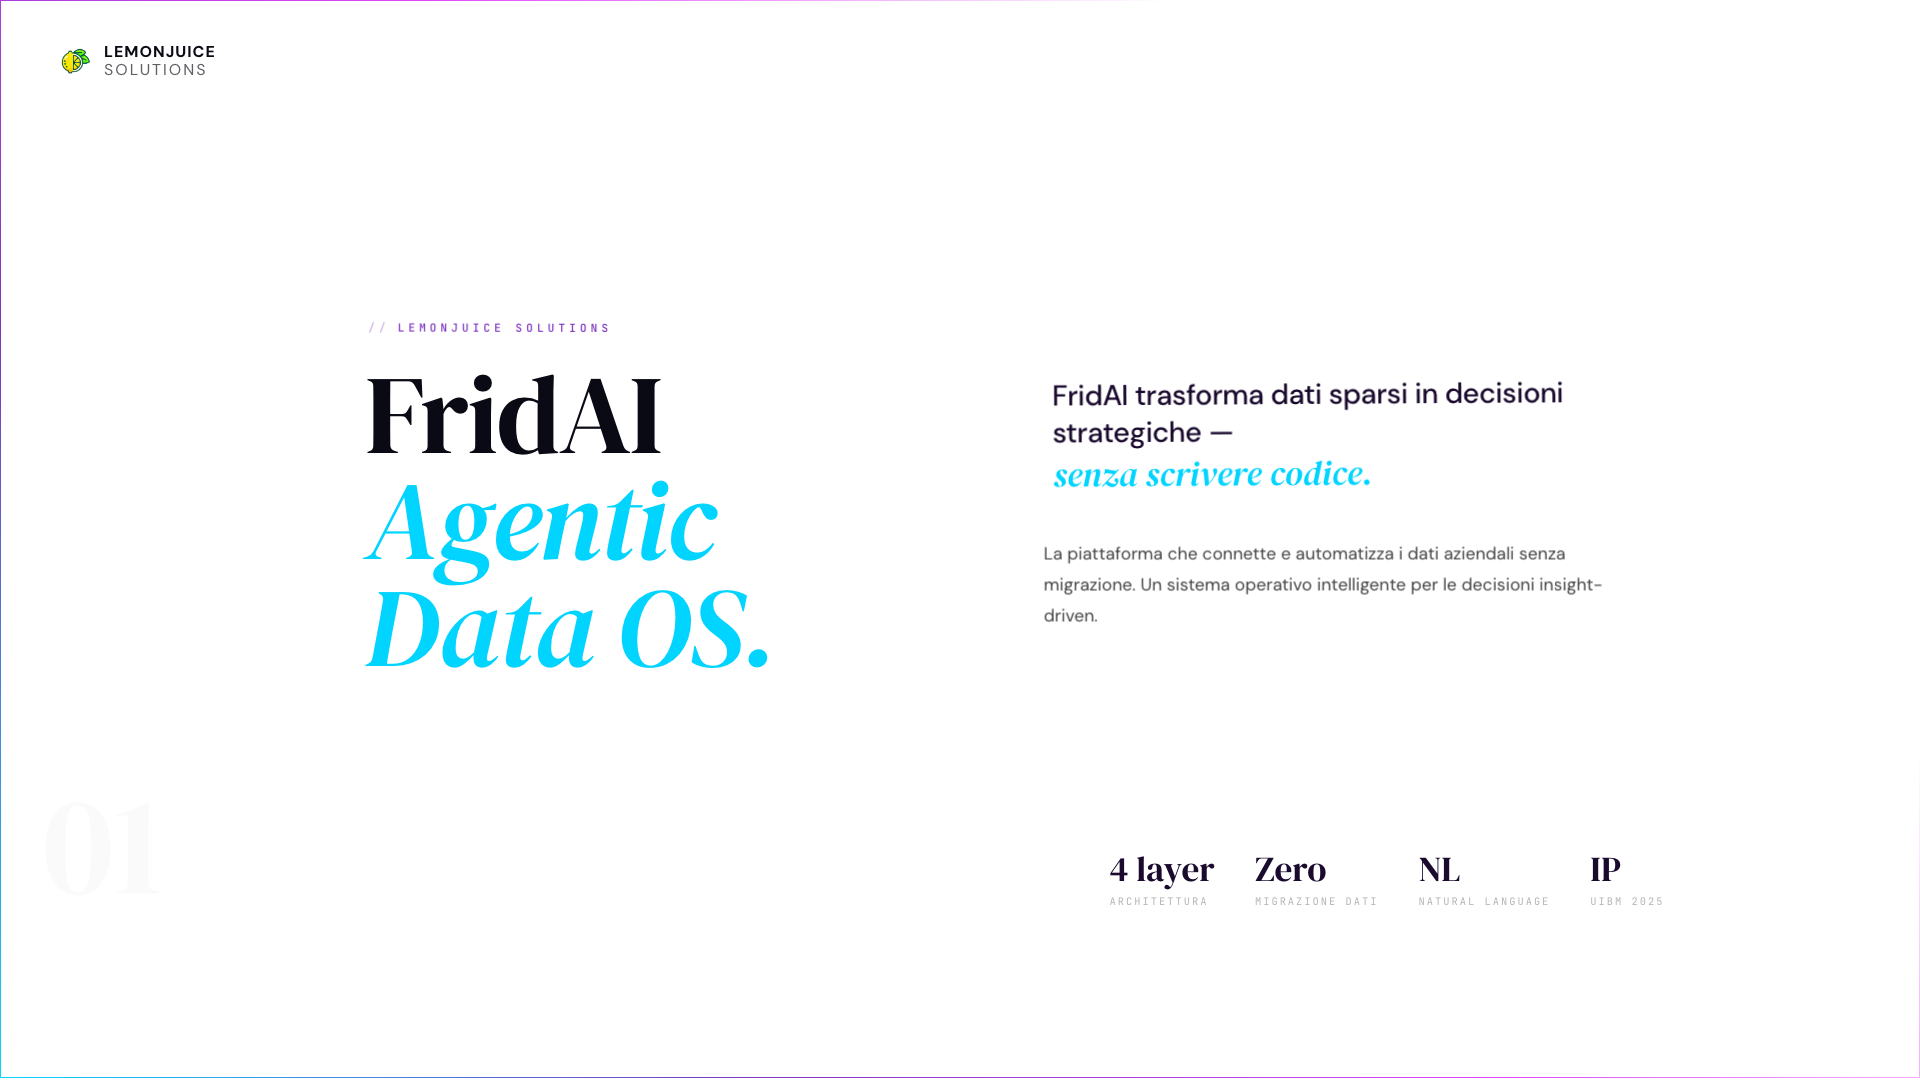 LEMONJUICE
SOLUTIONS
// LEMONJUICE SOLUTIONS
FridAI
Agentic
Data OS.
FridAI trasforma dati sparsi in decisioni
strategiche —
senza scrivere codice.
La piattaforma che connette e automatizza i dati aziendali senza
migrazione. Un sistema operativo intelligente per le decisioni insight-
driven.
01
4 layer
ARCHITETTURA
Zero
MIGRAZIONE DATI
NL
NATURAL LANGUAGE
IP
UIBM 2025